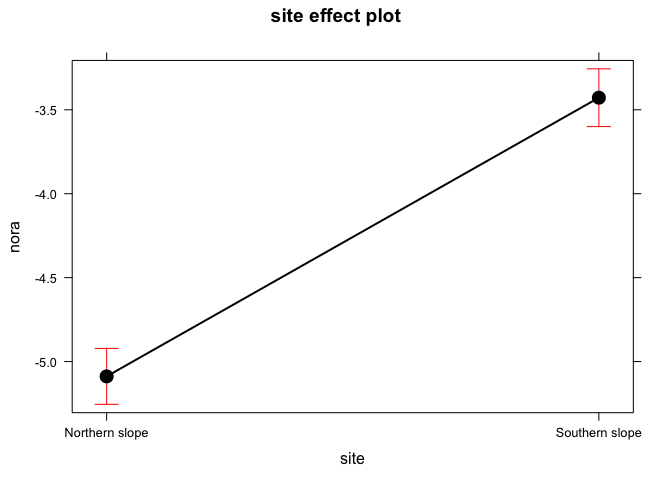 site effect plot
-3.5
-4.0
-4.5
-5.0
nora
Northern slope
Southern slope
site